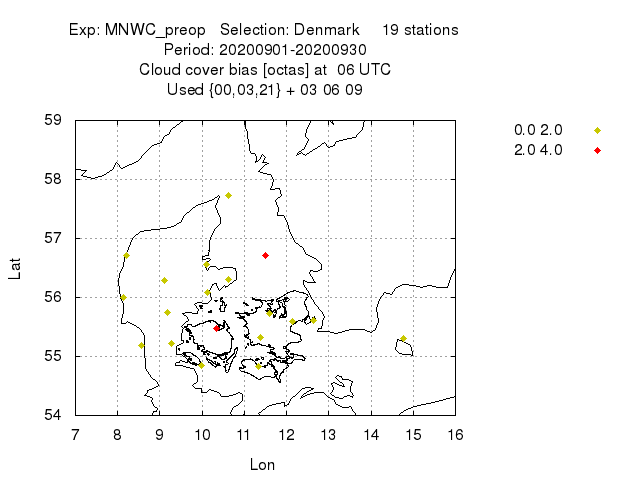 Exp: MNWC_preop   Selection: Denmark     19 stations
Period: 20200901-20200930
Cloud cover bias [octas] at  06 UTC
Used {00,03,21} + 03 06 09
0.0 2.0
2.0 4.0
59
58
57
56
55
54
Lat
7 8 9 10 11 12 13 14 15 16
Lon